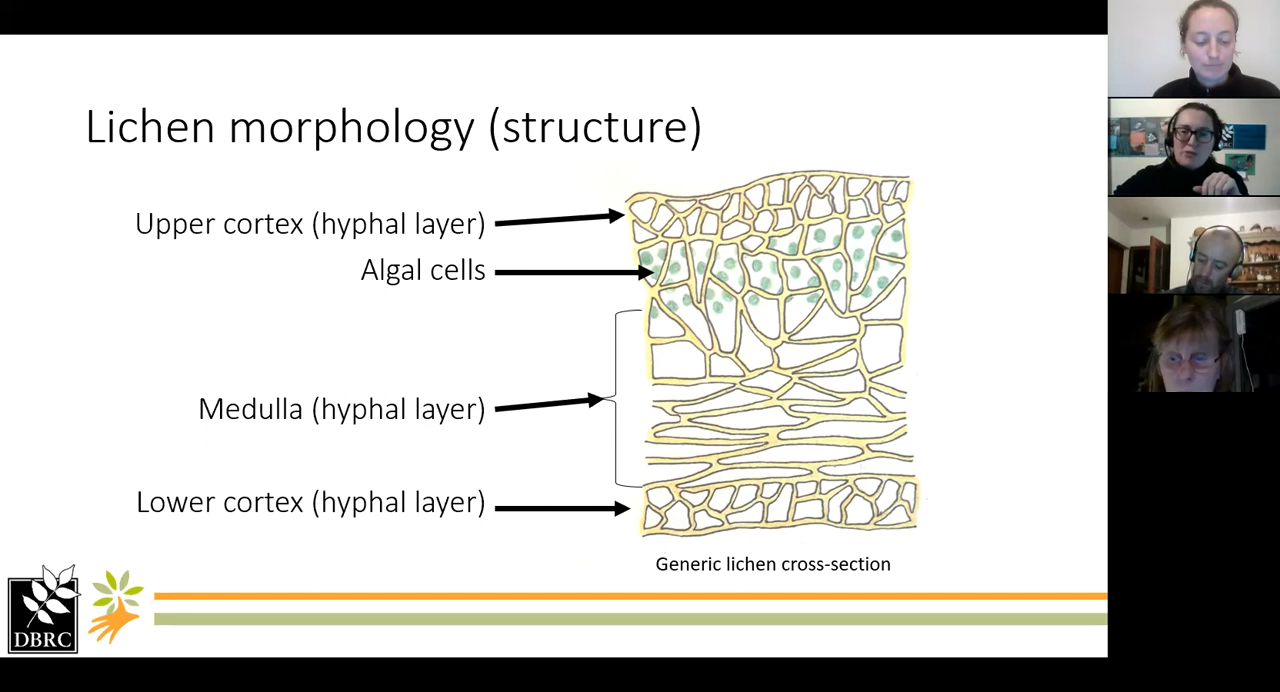 Lichen morphology (structure)
Upper cortex (hyphal layer)
Algal cells
Medulla (hyphal layer)
Lower cortex (hyphal layer)
Generic lichen cross-section
DBRC